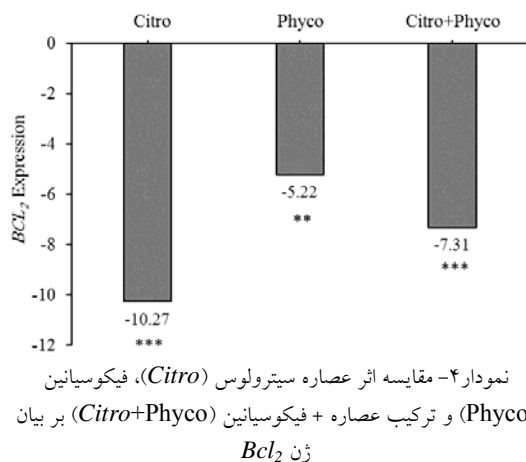 Citro Phyco Citro+Phyco
0
-2
-4
-6
-8
-10
-12
BCL2 Expression
-10.27
***
-5.22
**
-7.31
***
نمودار۴- مقایسه اثر عصاره سیترولوس (Citro)، فیکوسیانین
Phyco) و ترکیب عصاره + فیکوسیانین (Citro+Phyco) بر بیان
ژن Bcl2